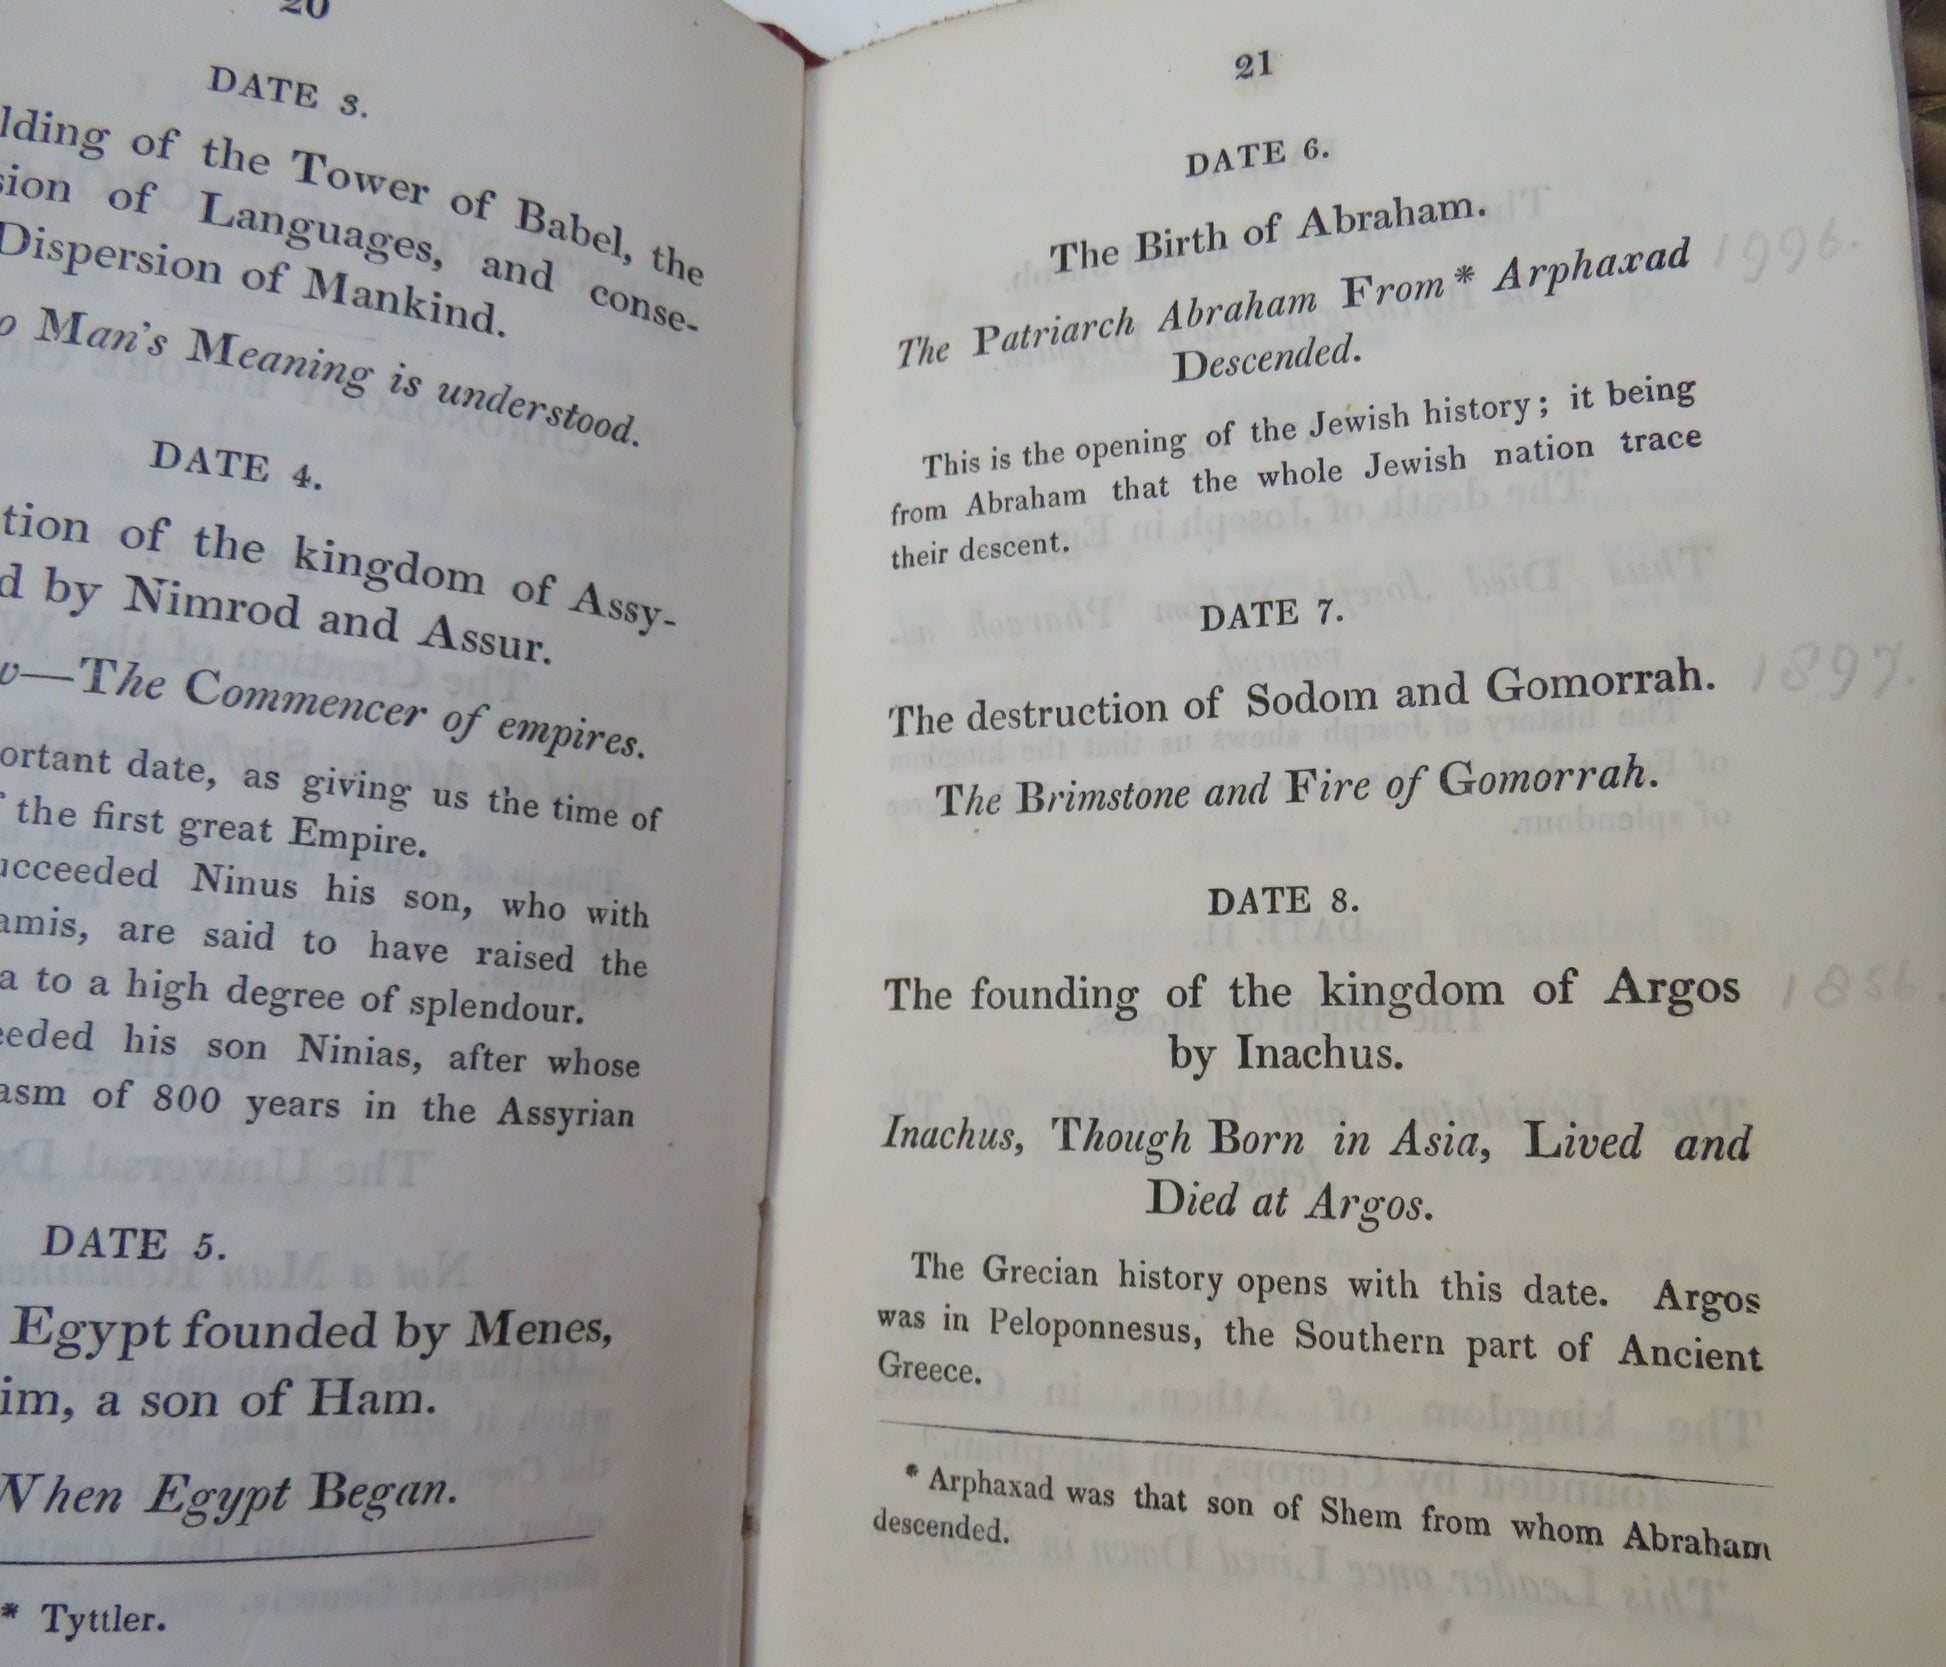 20
DATE 3.
lding of the Tower of Babel, the
sion of Languages, and conse-
Dispersion of Mankind.
o Man's Meaning is understood.
DATE 4.
tion of the kingdom of Assy-
d by Nimrod and Assur.
v—The Commencer of empires.
ortant date, as giving us the time of
the first great Empire.
ucceeded Ninus his son, who with
amis, are said to have raised the
a to a high degree of splendour.
eeded his son Ninias, after whose
asm of 800 years in the Assyrian
DATE 5.
Egypt founded by Menes,
im, a son of Ham.
When Egypt Began.
* Tyttler.
21
DATE 6.
The Birth of Abraham.
The Patriarch Abraham From* Arphaxad 1996.
Descended.
This is the opening of the Jewish history; it being
from Abraham that the whole Jewish nation trace
their descent.
DATE 7.
The destruction of Sodom and Gomorrah. 1897.
The Brimstone and Fire of Gomorrah.
DATE 8.
The founding of the kingdom of Argos 1856.
by Inachus.
Inachus, Though Born in Asia, Lived and
Died at Argos.
The Grecian history opens with this date. Argos
was in Peloponnesus, the Southern part of Ancient
Greece.
* Arphaxad was that son of Shem from whom Abraham
descended.